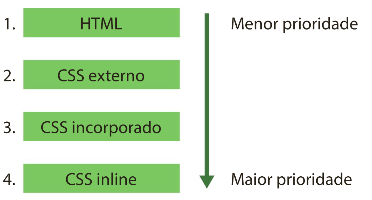 1. HTML Menor prioridade
2. CSS externo
3. CSS incorporado
4. CSS inline Maior prioridade